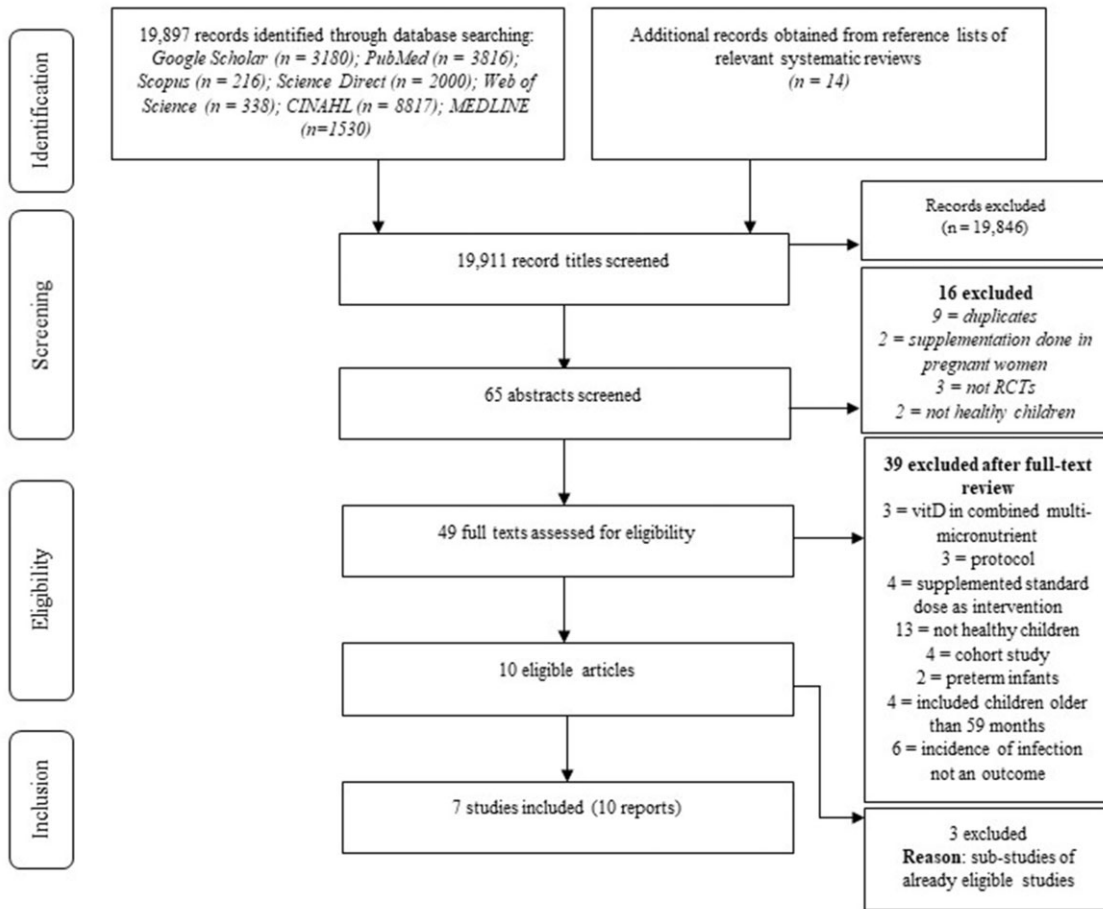 Identification
19,897 records identified through database searching:
Google Scholar (n = 3180); PubMed (n = 3816);
Scopus (n = 216); Science Direct (n = 2000); Web
of Science (n = 338); CINAHL (n = 8817); MEDLINE
(n=1530)
Additional records obtained from reference lists of
relevant systematic reviews
(n = 14)
Screening
19,911 record titles screened
Records excluded
(n = 19,846)
65 abstracts screened
16 excluded
9 = duplicates
2 = supplementation done in
pregnant women
3 = not RCTs
2 = not healthy children
Eligibility
49 full texts assessed for eligibility
39 excluded after full-text
review
3 = vitD in combined multi-
micronutrient
3 = protocol
4 = supplemented standard
dose as intervention
13 = not healthy children
4 = cohort study
2 = preterm infants
4 = included children older
than 59 months
6 = incidence of infection
not an outcome
10 eligible articles
Inclusion
7 studies included (10 reports)
3 excluded
Reason: sub-studies of
already eligible studies